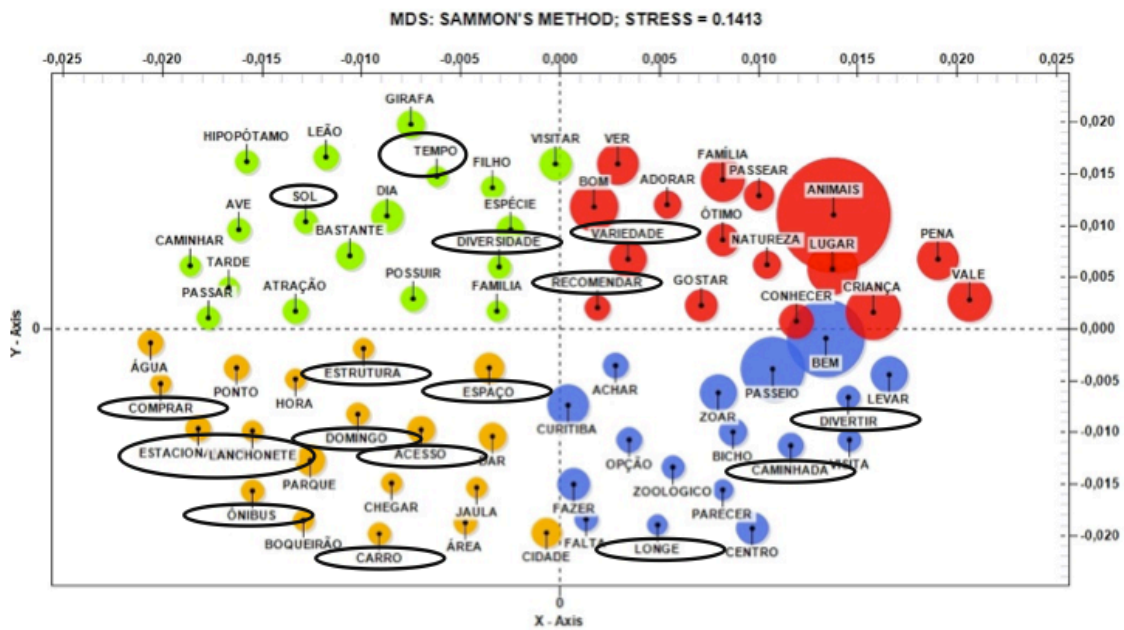 MDS: SAMMON'S METHOD; STRESS = 0.1413
-0,025 -0,020 -0,015 -0,010 -0,005 0,000 0,005 0,010 0,015 0,020 0,025
GIRAFA
HIPOPÓTAMO LEÃO VISITAR VER
TEMPO FILHO FAMÍLIA PASSEAR
SOL DIA ESPÉCIE BOM ADORAR ANIMAIS
AVE BASTANTE DIVERSIDADE VARIEDADE ÓTIMO NATUREZA LUGAR PENA
CAMINHAR TARDE POSSUIR RECOMENDAR GOSTAR VALE
PASSAR ATRAÇÃO FAMILIA CONHECER CRIANÇA
0,020
0,015
0,010
0,005
0,000
-0,005
-0,010
-0,015
-0,020
0
Y - Axis
ÁGUA PONTO HORA ESTRUTURA ESPAÇO ACHAR PASSEIO BEM LEVAR
COMPRAR DOMINGO CURITIBA ZOAR DIVERTIR
LANCHONETE ACESSO OPÇÃO BICHO CAMINHADA
PARQUE CHEGAR JAULA ZOOLÓGICO PARECER
ÔNIBUS FAZER
BOQUEIRÃO CARRO ÁREA CIDADE FALTA LONGE CENTRO
0
X - Axis